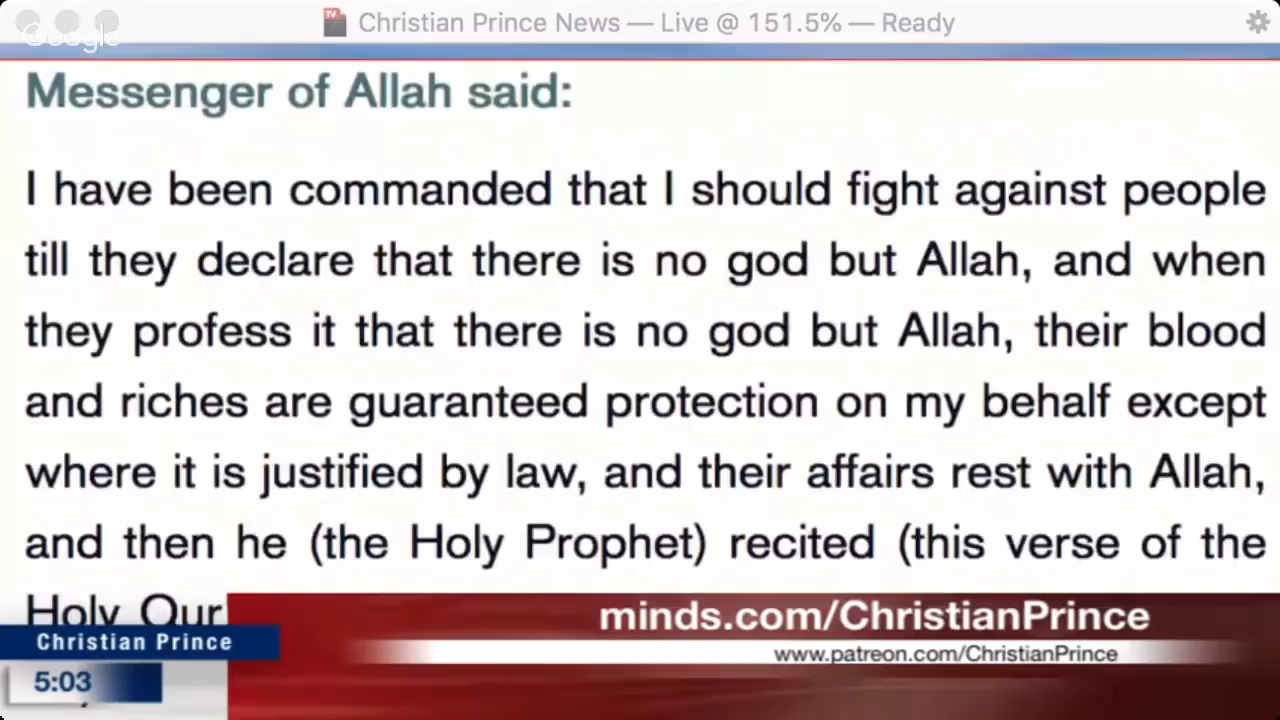 Christian Prince News — Live @ 151.5% — Ready
Google
Messenger of Allah said:
I have been commanded that I should fight against people
till they declare that there is no god but Allah, and when
they profess it that there is no god but Allah, their blood
and riches are guaranteed protection on my behalf except
where it is justified by law, and their affairs rest with Allah,
and then he (the Holy Prophet) recited (this verse of the
Holy Qur
minds.com/ChristianPrince
Christian Prince
www.patreon.com/ChristianPrince
5:03